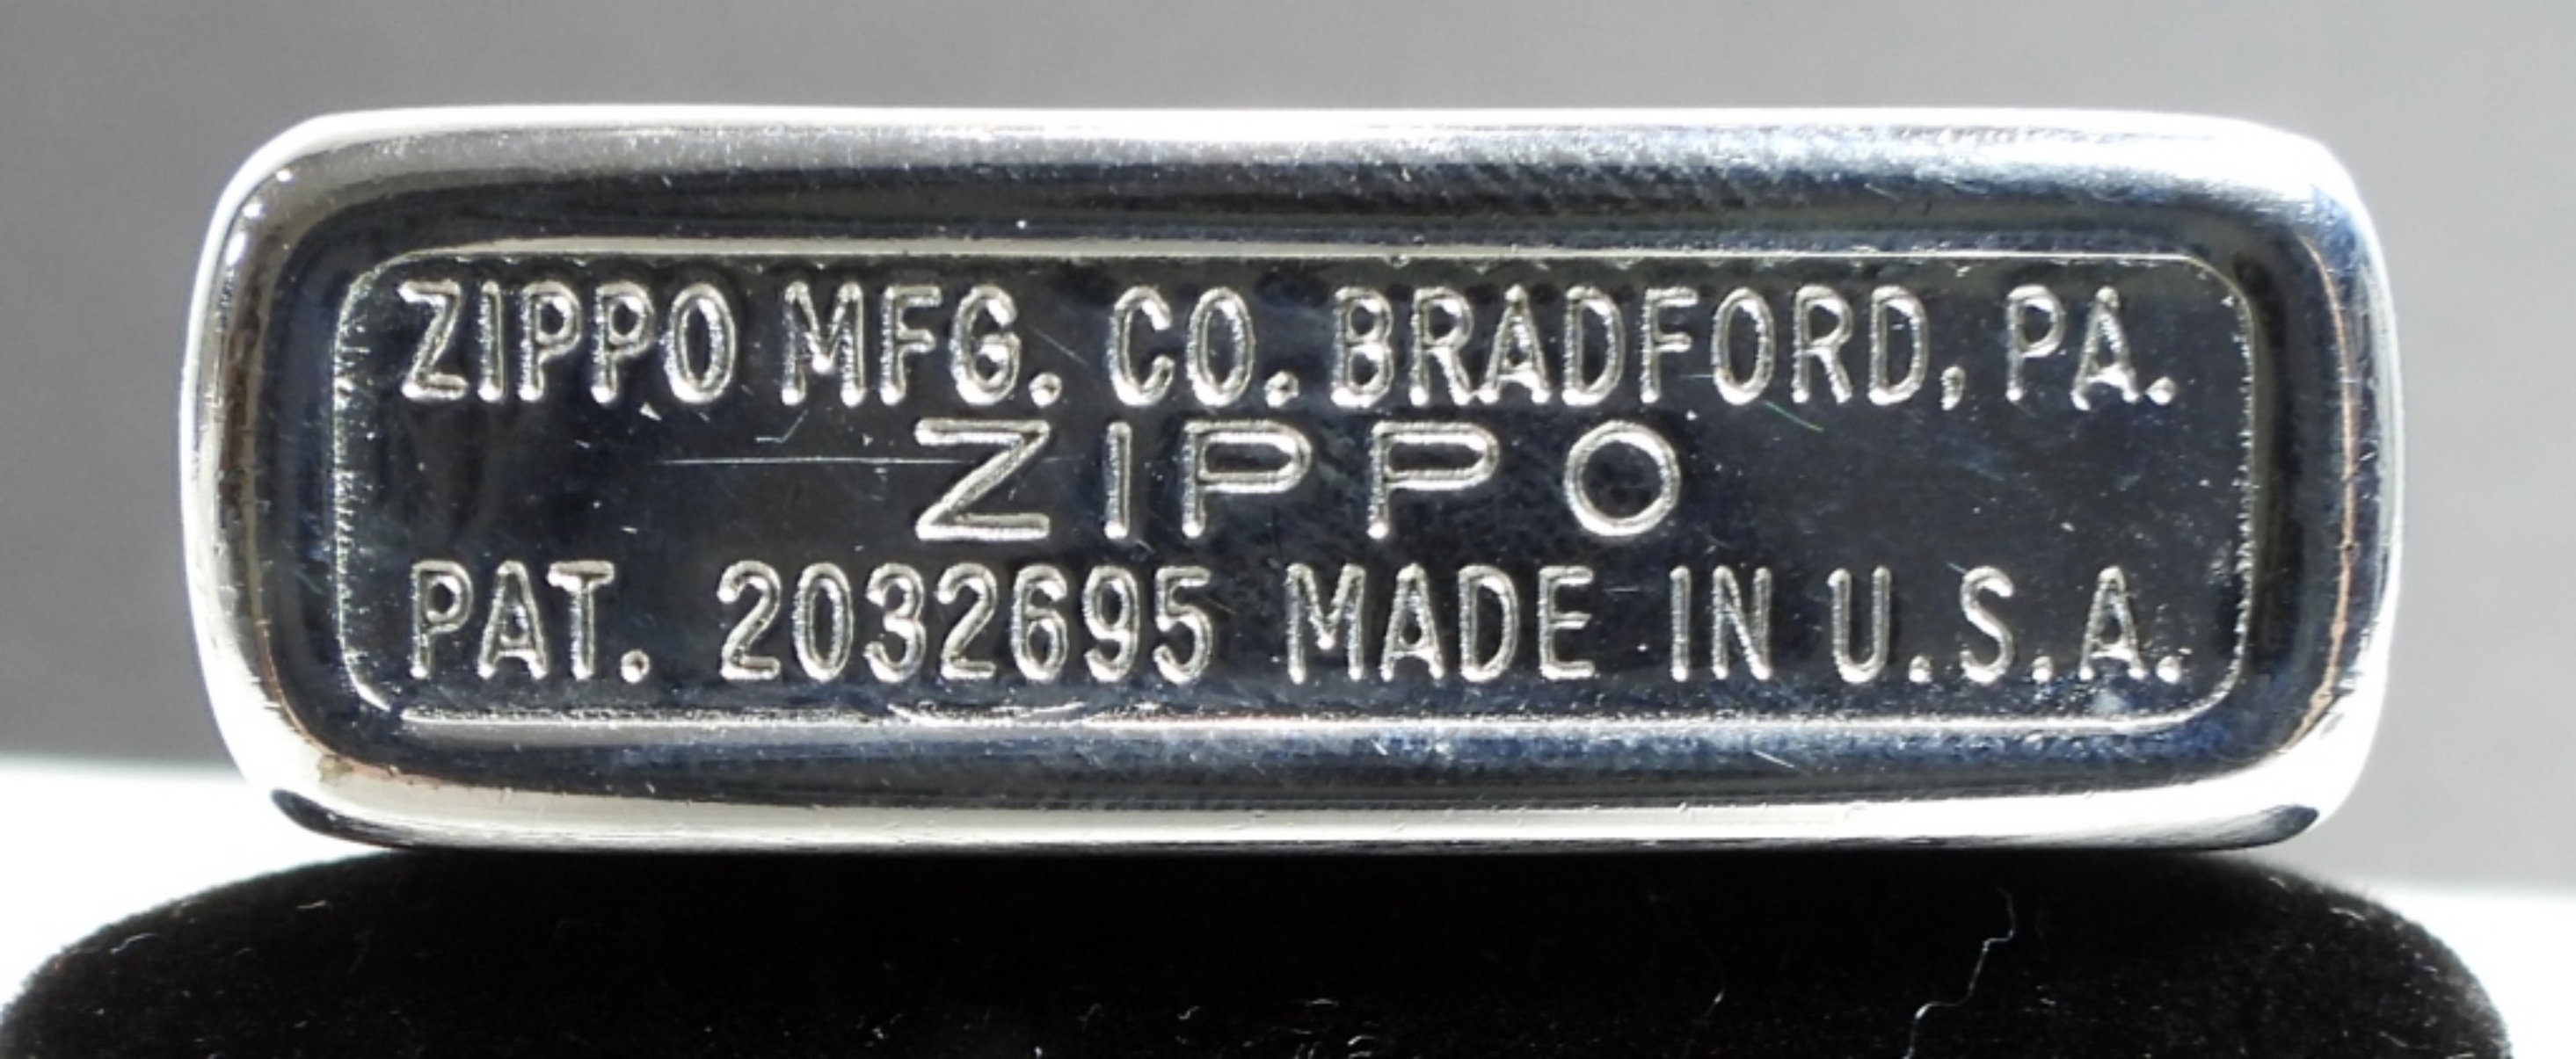 ZIPPO MFG. CO. BRADFORD, PA.
ZIPPO
PAT. 2032695 MADE IN U.S.A.